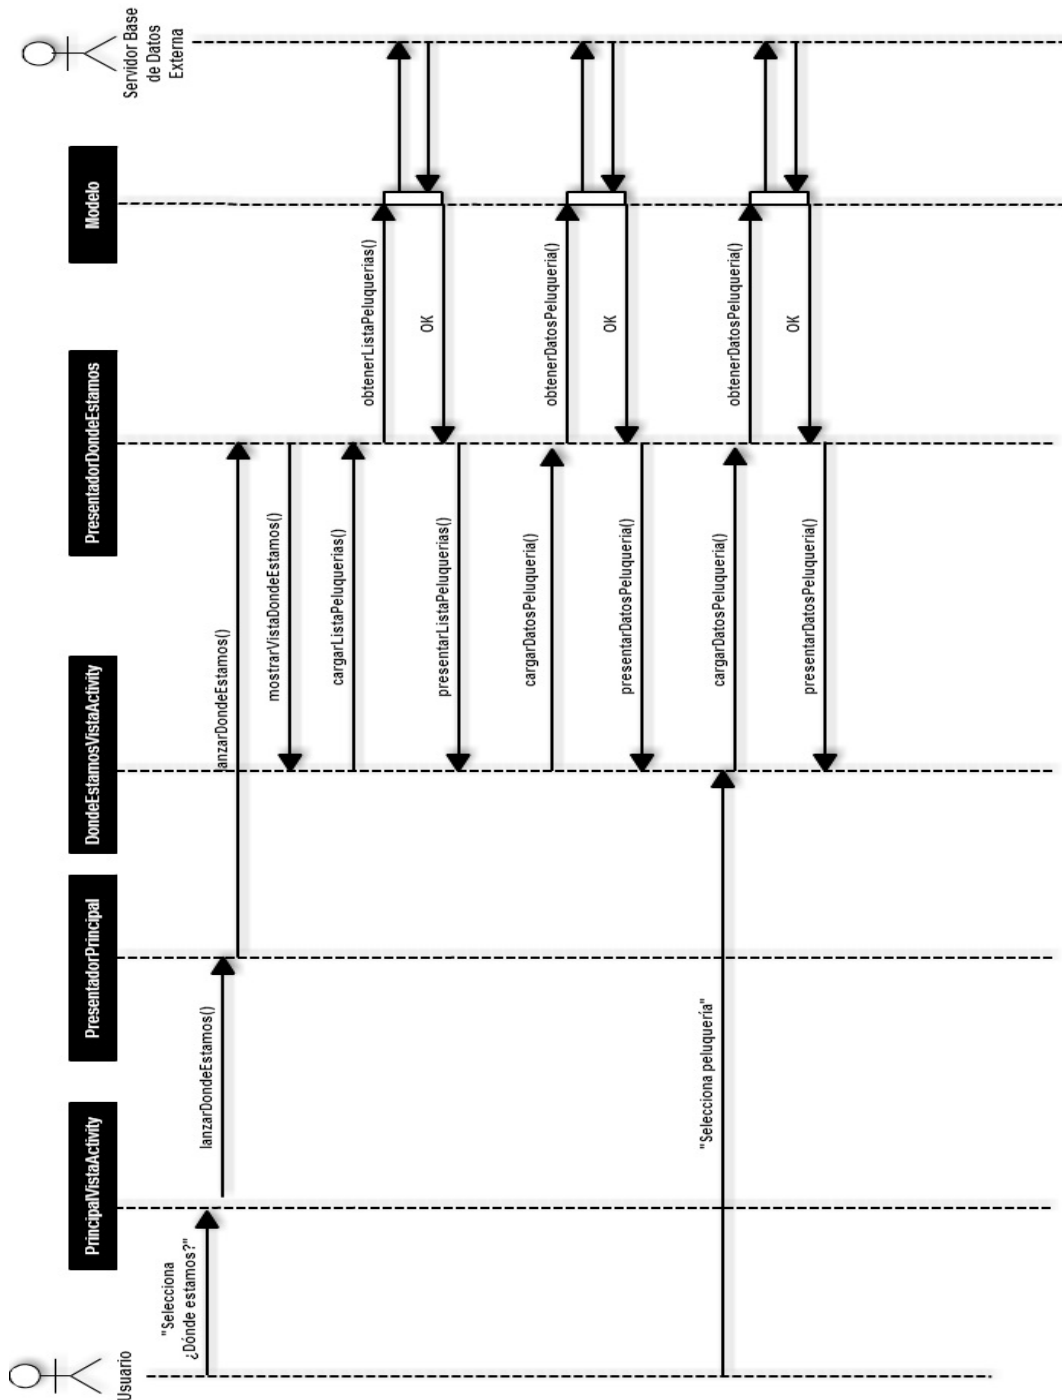 Usuario
PrincipalVistaActivity
PresentadorPrincipal
DondeEstamosVistaActivity
PresentadorDondeEstamos
Modelo
Servidor Base
de Datos
Externa
"Selecciona
¿Dónde estamos?"
lanzarDondeEstamos()
lanzarDondeEstamos()
mostrarVistaDondeEstamos()
cargarListaPeluquerias()
obtenerListaPeluquerias()
OK
presentarListaPeluquerias()
cargarDatosPeluqueria()
obtenerDatosPeluqueria()
OK
presentarDatosPeluqueria()
"Selecciona peluquería"
cargarDatosPeluqueria()
obtenerDatosPeluqueria()
OK
presentarDatosPeluqueria()